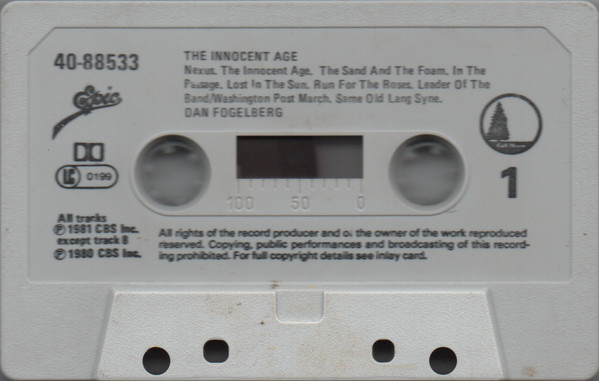 40-88533
THE INNOCENT AGE
Nexus. The Innocent Age. The Sand And The Foam. In The
Passage. Lost In The Sun. Run For The Roses. Leader Of The
Band/Washington Post March. Same Old Lang Syne.
DAN FOGELBERG
Epic
Full Moon
LC 0199
1
100 50 0
All tracks
Ⓟ 1981 CBS Inc.
except track 8
Ⓟ 1980 CBS Inc.
All rights of the record producer and of the owner of the work reproduced
reserved. Copying, public performances and broadcasting of this record-
ing prohibited. For full copyright details see inlay card.